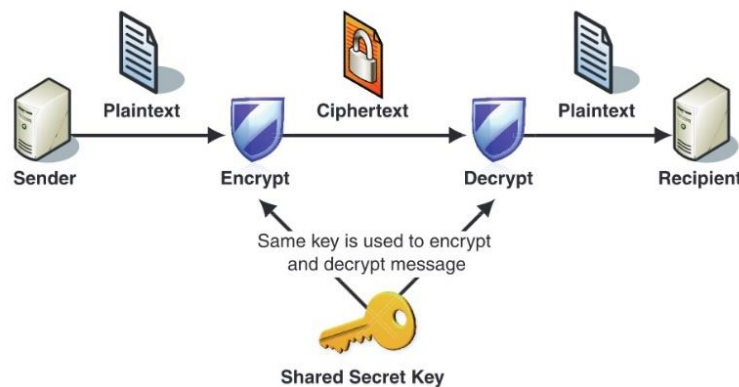 Plaintext
Ciphertext
Plaintext
Sender
Encrypt
Decrypt
Recipient
Same key is used to encrypt
and decrypt message
Shared Secret Key